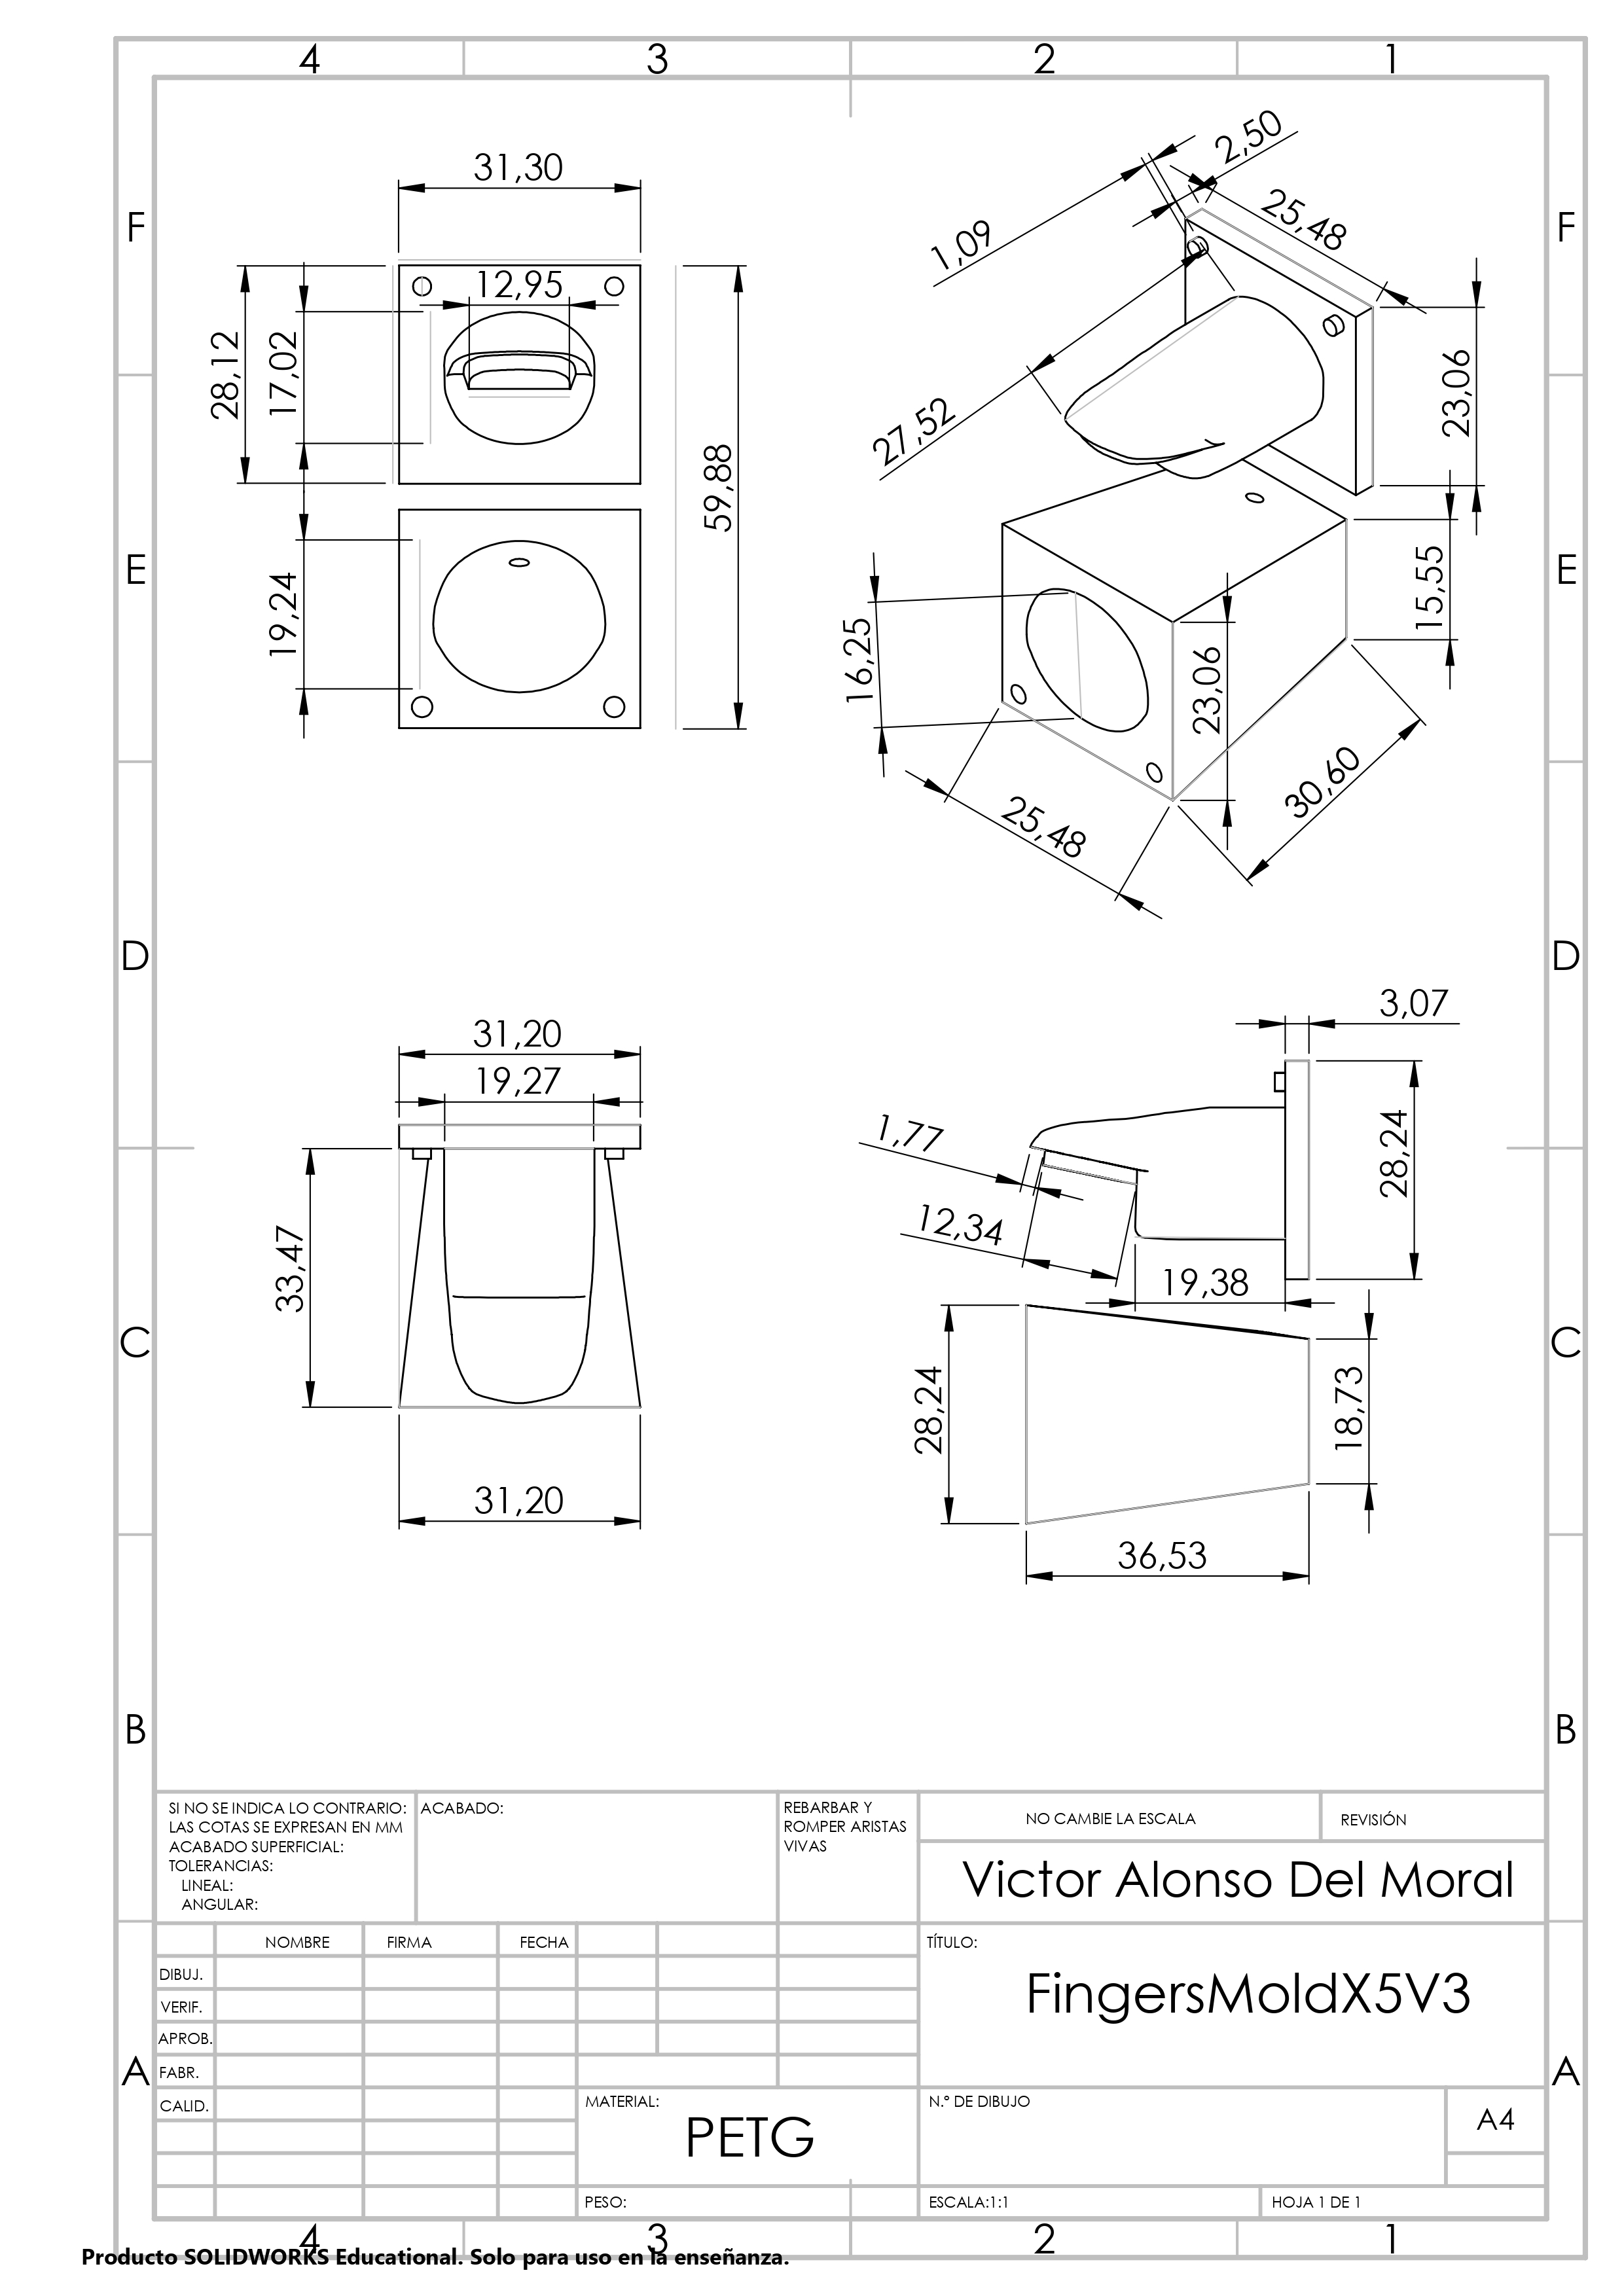 4 3 2 1
F F
E E
D D
C C
B B
A A
31,30
12,95
28,12
17,02
19,24
59,88
2,50
1,09
25,48
27,52
23,06
15,55
16,25
23,06
30,60
25,48
31,20
19,27
33,47
31,20
3,07
1,77
12,34
28,24
19,38
28,24
18,73
36,53
SI NO SE INDICA LO CONTRARIO:
LAS COTAS SE EXPRESAN EN MM
ACABADO SUPERFICIAL:
TOLERANCIAS:
LINEAL:
ANGULAR:
ACABADO:
REBARBAR Y
ROMPER ARISTAS
VIVAS
NO CAMBIE LA ESCALA
REVISIÓN
Victor Alonso Del Moral
NOMBRE FIRMA FECHA
DIBUJ.
VERIF.
APROB.
FABR.
CALID.
TÍTULO:
FingersMoldX5V3
MATERIAL:
PETG
N.º DE DIBUJO
A4
PESO:
ESCALA:1:1
HOJA 1 DE 1
4 3 2 1
Producto SOLIDWORKS Educational. Solo para uso en la enseñanza.